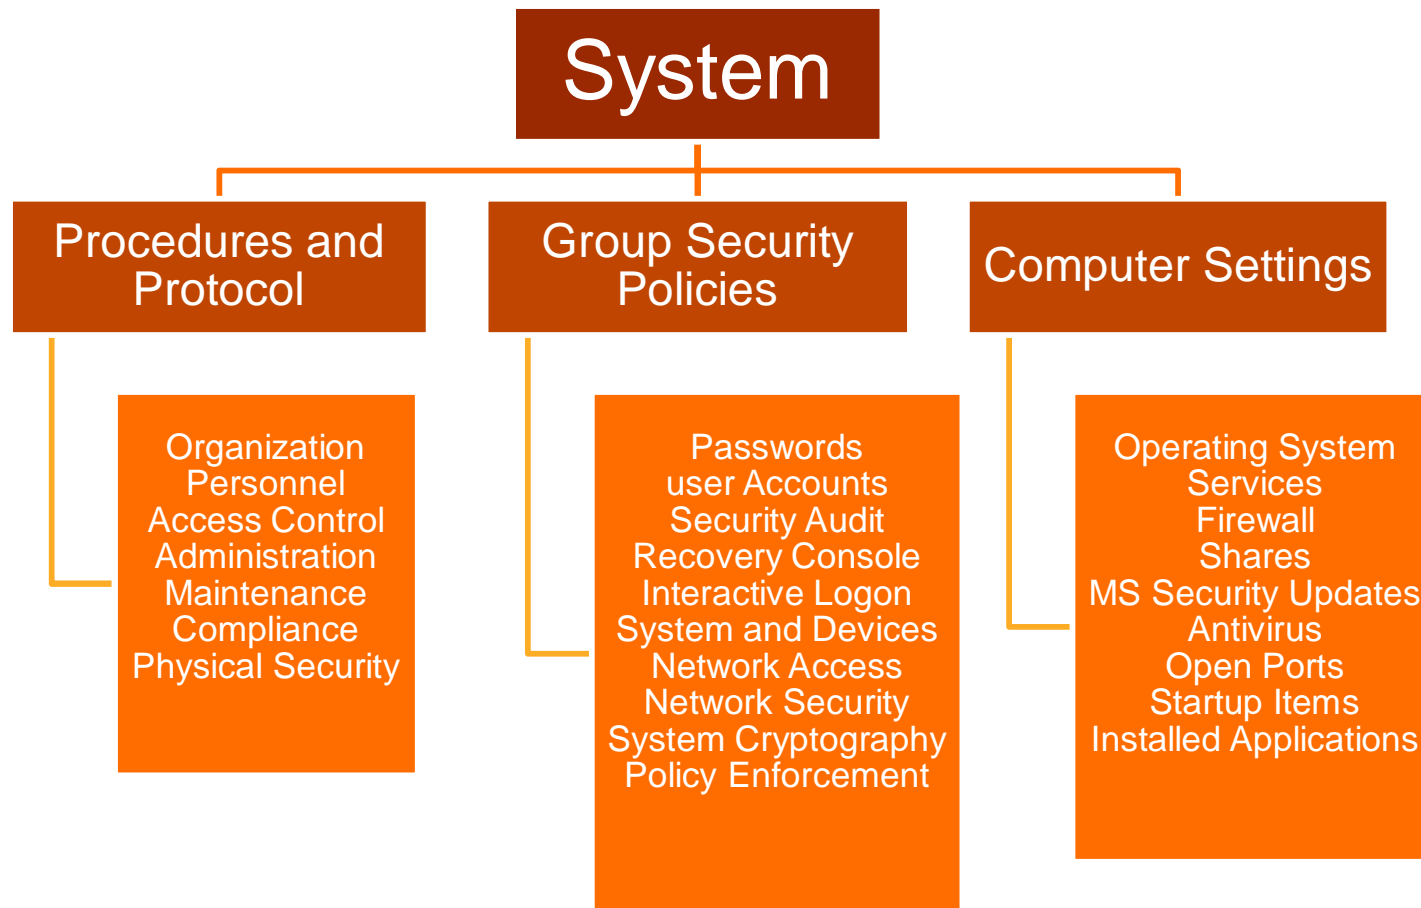 System
Procedures and
Protocol
Group Security
Policies
Computer Settings
Organization
Personnel
Access Control
Administration
Maintenance
Compliance
Physical Security
Passwords
user Accounts
Security Audit
Recovery Console
Interactive Logon
System and Devices
Network Access
Network Security
System Cryptography
Policy Enforcement
Operating System
Services
Firewall
Shares
MS Security Updates
Antivirus
Open Ports
Startup Items
Installed Applications